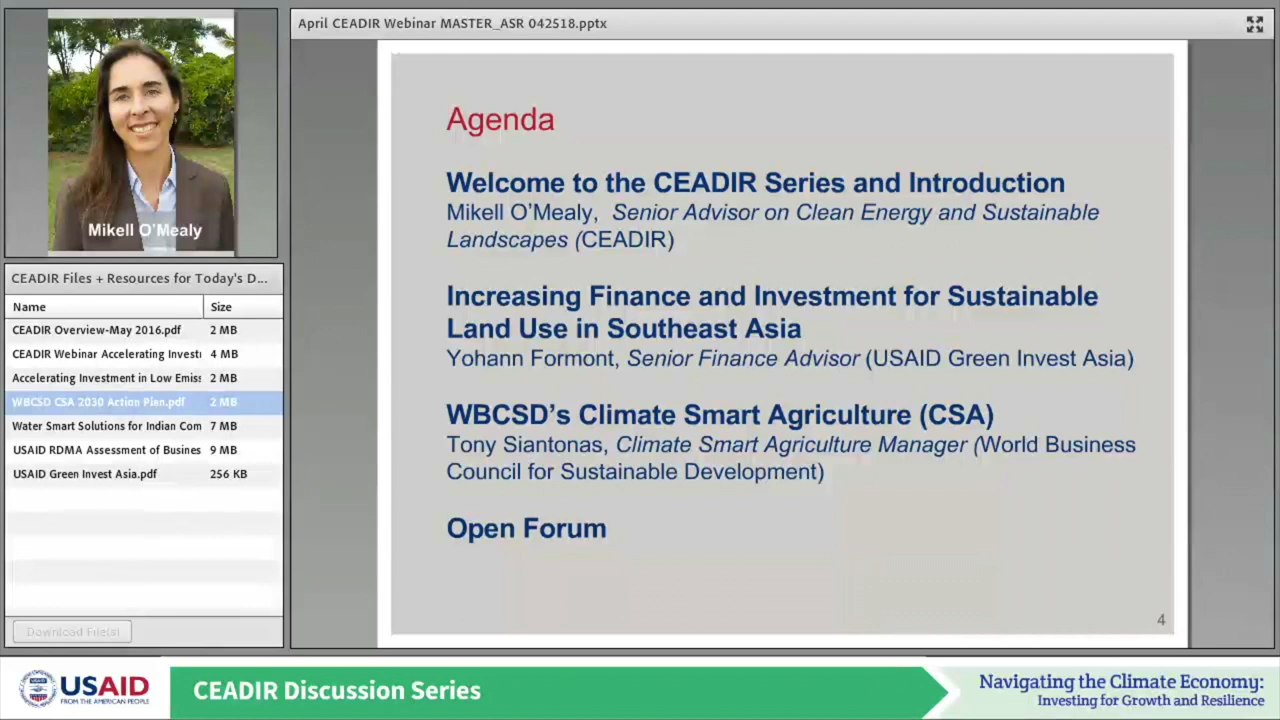 April CEADIR Webinar MASTER_ASR 042518.pptx
Mikell O'Mealy
CEADIR Files + Resources for Today's D...
Name Size
CEADIR Overview-May 2016.pdf 2 MB
CEADIR Webinar Accelerating Investi 4 MB
Accelerating Investment in Low Emiss 2 MB
WBCSD CSA 2030 Action Plan.pdf 2 MB
Water Smart Solutions for Indian Com 7 MB
USAID RDMA Assessment of Busines 9 MB
USAID Green Invest Asia.pdf 256 KB
Download File(s)
Agenda
Welcome to the CEADIR Series and Introduction
Mikell O'Mealy, Senior Advisor on Clean Energy and Sustainable
Landscapes (CEADIR)
Increasing Finance and Investment for Sustainable
Land Use in Southeast Asia
Yohann Formont, Senior Finance Advisor (USAID Green Invest Asia)
WBCSD's Climate Smart Agriculture (CSA)
Tony Siantonas, Climate Smart Agriculture Manager (World Business
Council for Sustainable Development)
Open Forum
4
USAID
FROM THE AMERICAN PEOPLE
CEADIR Discussion Series
Navigating the Climate Economy:
Investing for Growth and Resilience